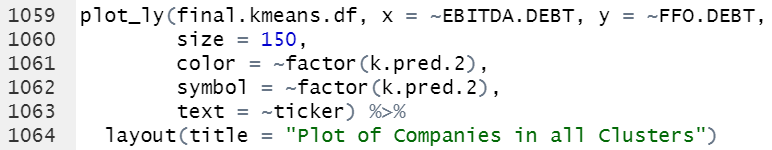 1059 plot_ly(final.kmeans.df, x = ~EBITDA.DEBT, y = ~FFO.DEBT,
1060         size = 150,
1061         color = ~factor(k.pred.2),
1062         symbol = ~factor(k.pred.2),
1063         text = ~ticker) %>%
1064   layout(title = "Plot of Companies in all Clusters")